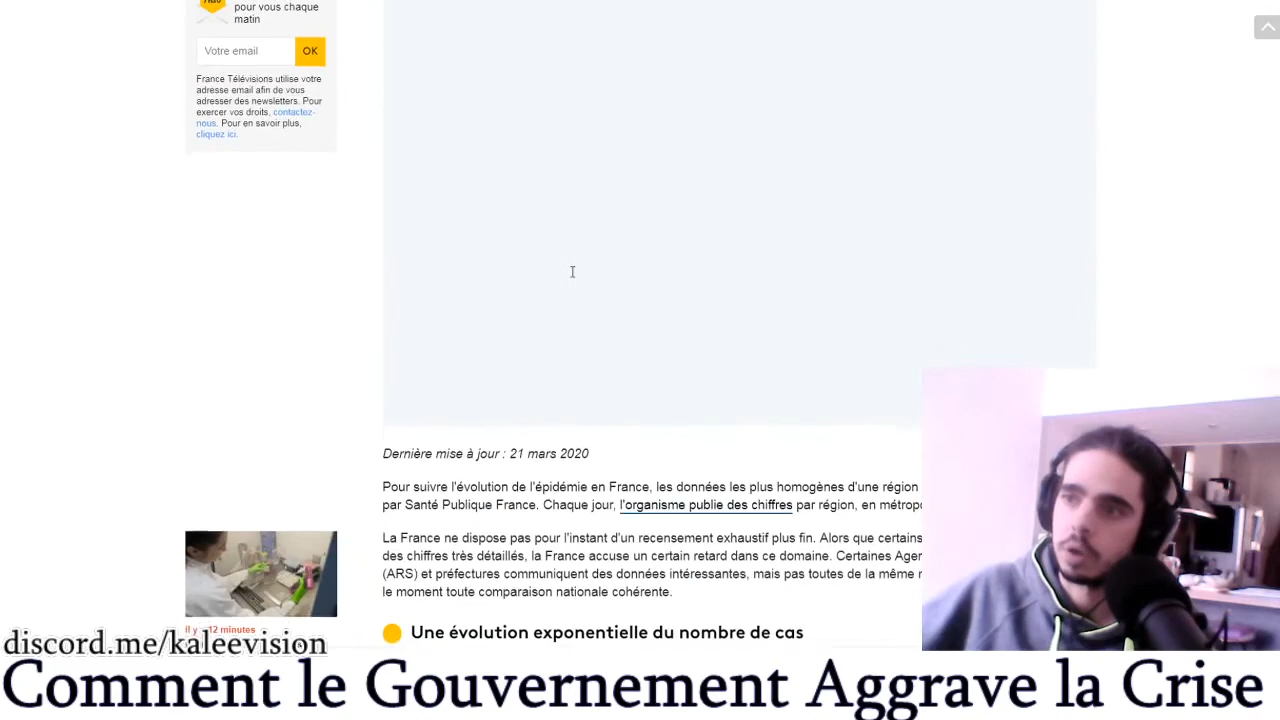 pour vous chaque
matin
Votre email
OK
France Télévisions utilise votre
adresse email afin de vous
adresser des newsletters. Pour
exercer vos droits, contactez-
nous. Pour en savoir plus,
cliquez ici.
Dernière mise à jour : 21 mars 2020
Pour suivre l'évolution de l'épidémie en France, les données les plus homogènes d'une région
par Santé Publique France. Chaque jour, l'organisme publie des chiffres par région, en métropo
La France ne dispose pas pour l'instant d'un recensement exhaustif plus fin. Alors que certains
des chiffres très détaillés, la France accuse un certain retard dans ce domaine. Certaines Agen
(ARS) et préfectures communiquent des données intéressantes, mais pas toutes de la même
le moment toute comparaison nationale cohérente.
Une évolution exponentielle du nombre de cas
12 minutes
discord.me/kaleevision
Comment le Gouvernement Aggrave la Crise